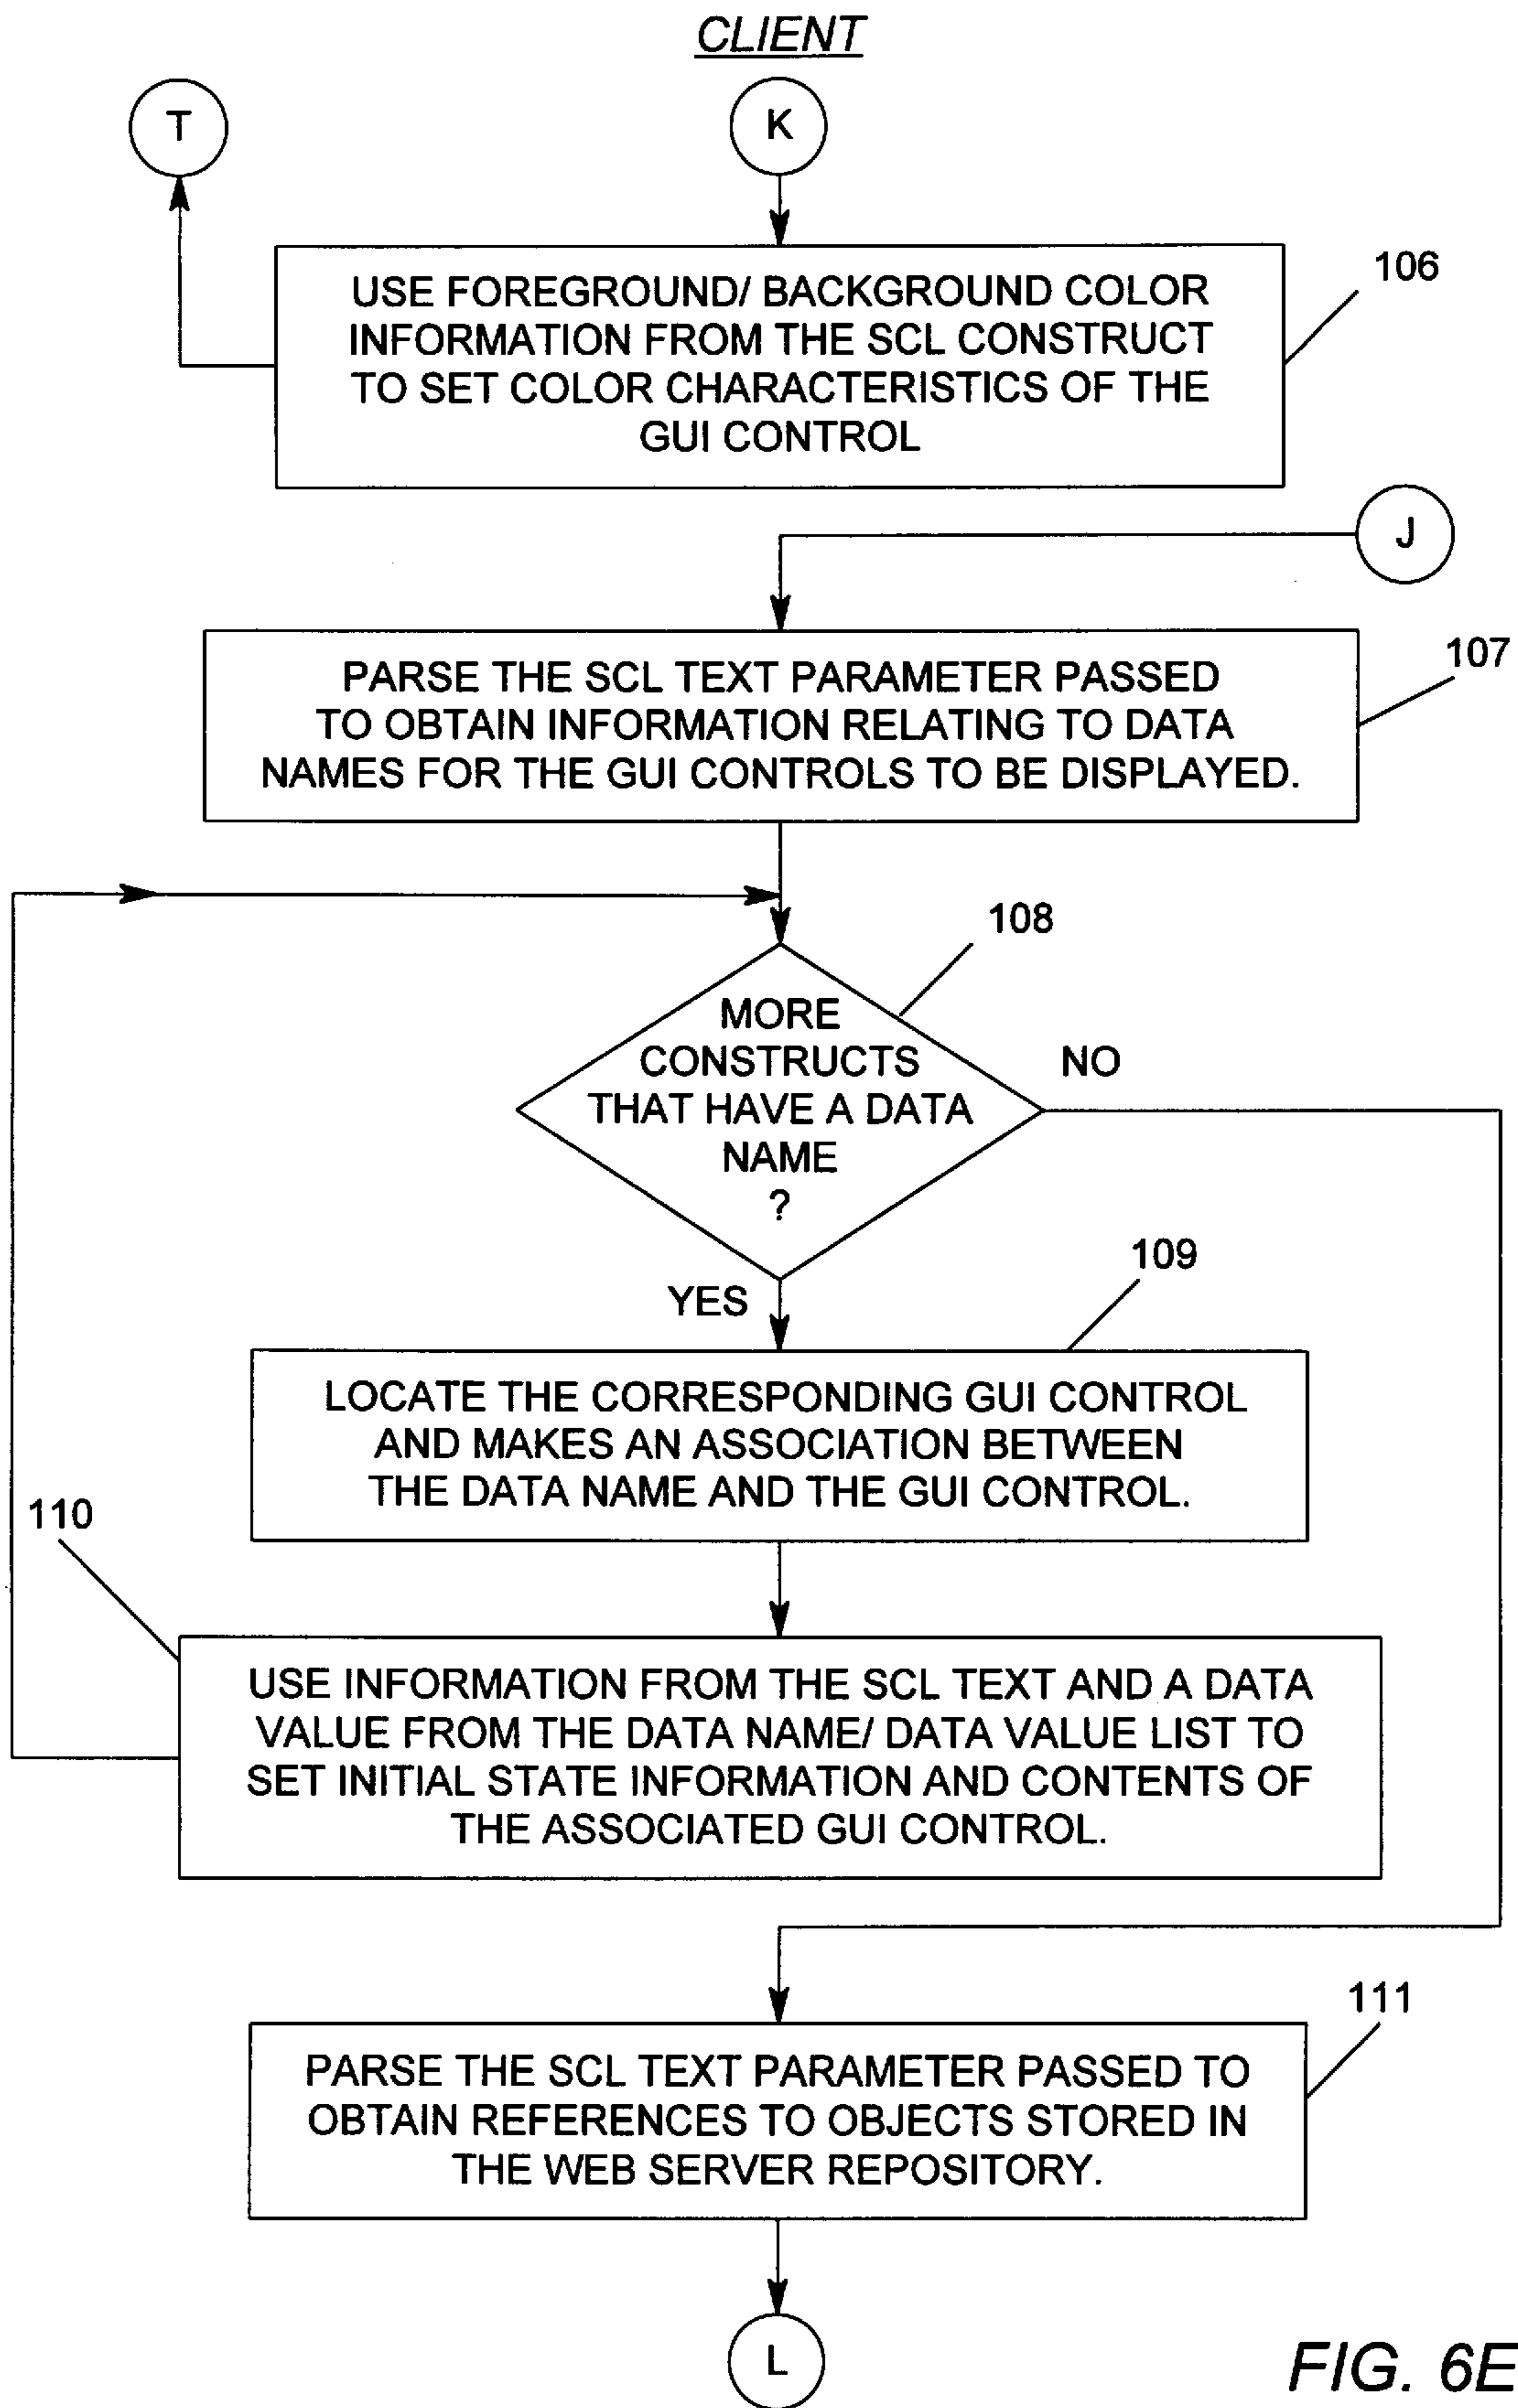 CLIENT
T
K
106
USE FOREGROUND/ BACKGROUND COLOR
INFORMATION FROM THE SCL CONSTRUCT
TO SET COLOR CHARACTERISTICS OF THE
GUI CONTROL
J
107
PARSE THE SCL TEXT PARAMETER PASSED
TO OBTAIN INFORMATION RELATING TO DATA
NAMES FOR THE GUI CONTROLS TO BE DISPLAYED.
108
MORE
CONSTRUCTS
THAT HAVE A DATA
NAME
?
NO
YES
109
LOCATE THE CORRESPONDING GUI CONTROL
AND MAKES AN ASSOCIATION BETWEEN
THE DATA NAME AND THE GUI CONTROL.
110
USE INFORMATION FROM THE SCL TEXT AND A DATA
VALUE FROM THE DATA NAME/ DATA VALUE LIST TO
SET INITIAL STATE INFORMATION AND CONTENTS OF
THE ASSOCIATED GUI CONTROL.
111
PARSE THE SCL TEXT PARAMETER PASSED TO
OBTAIN REFERENCES TO OBJECTS STORED IN
THE WEB SERVER REPOSITORY.
L
FIG. 6E